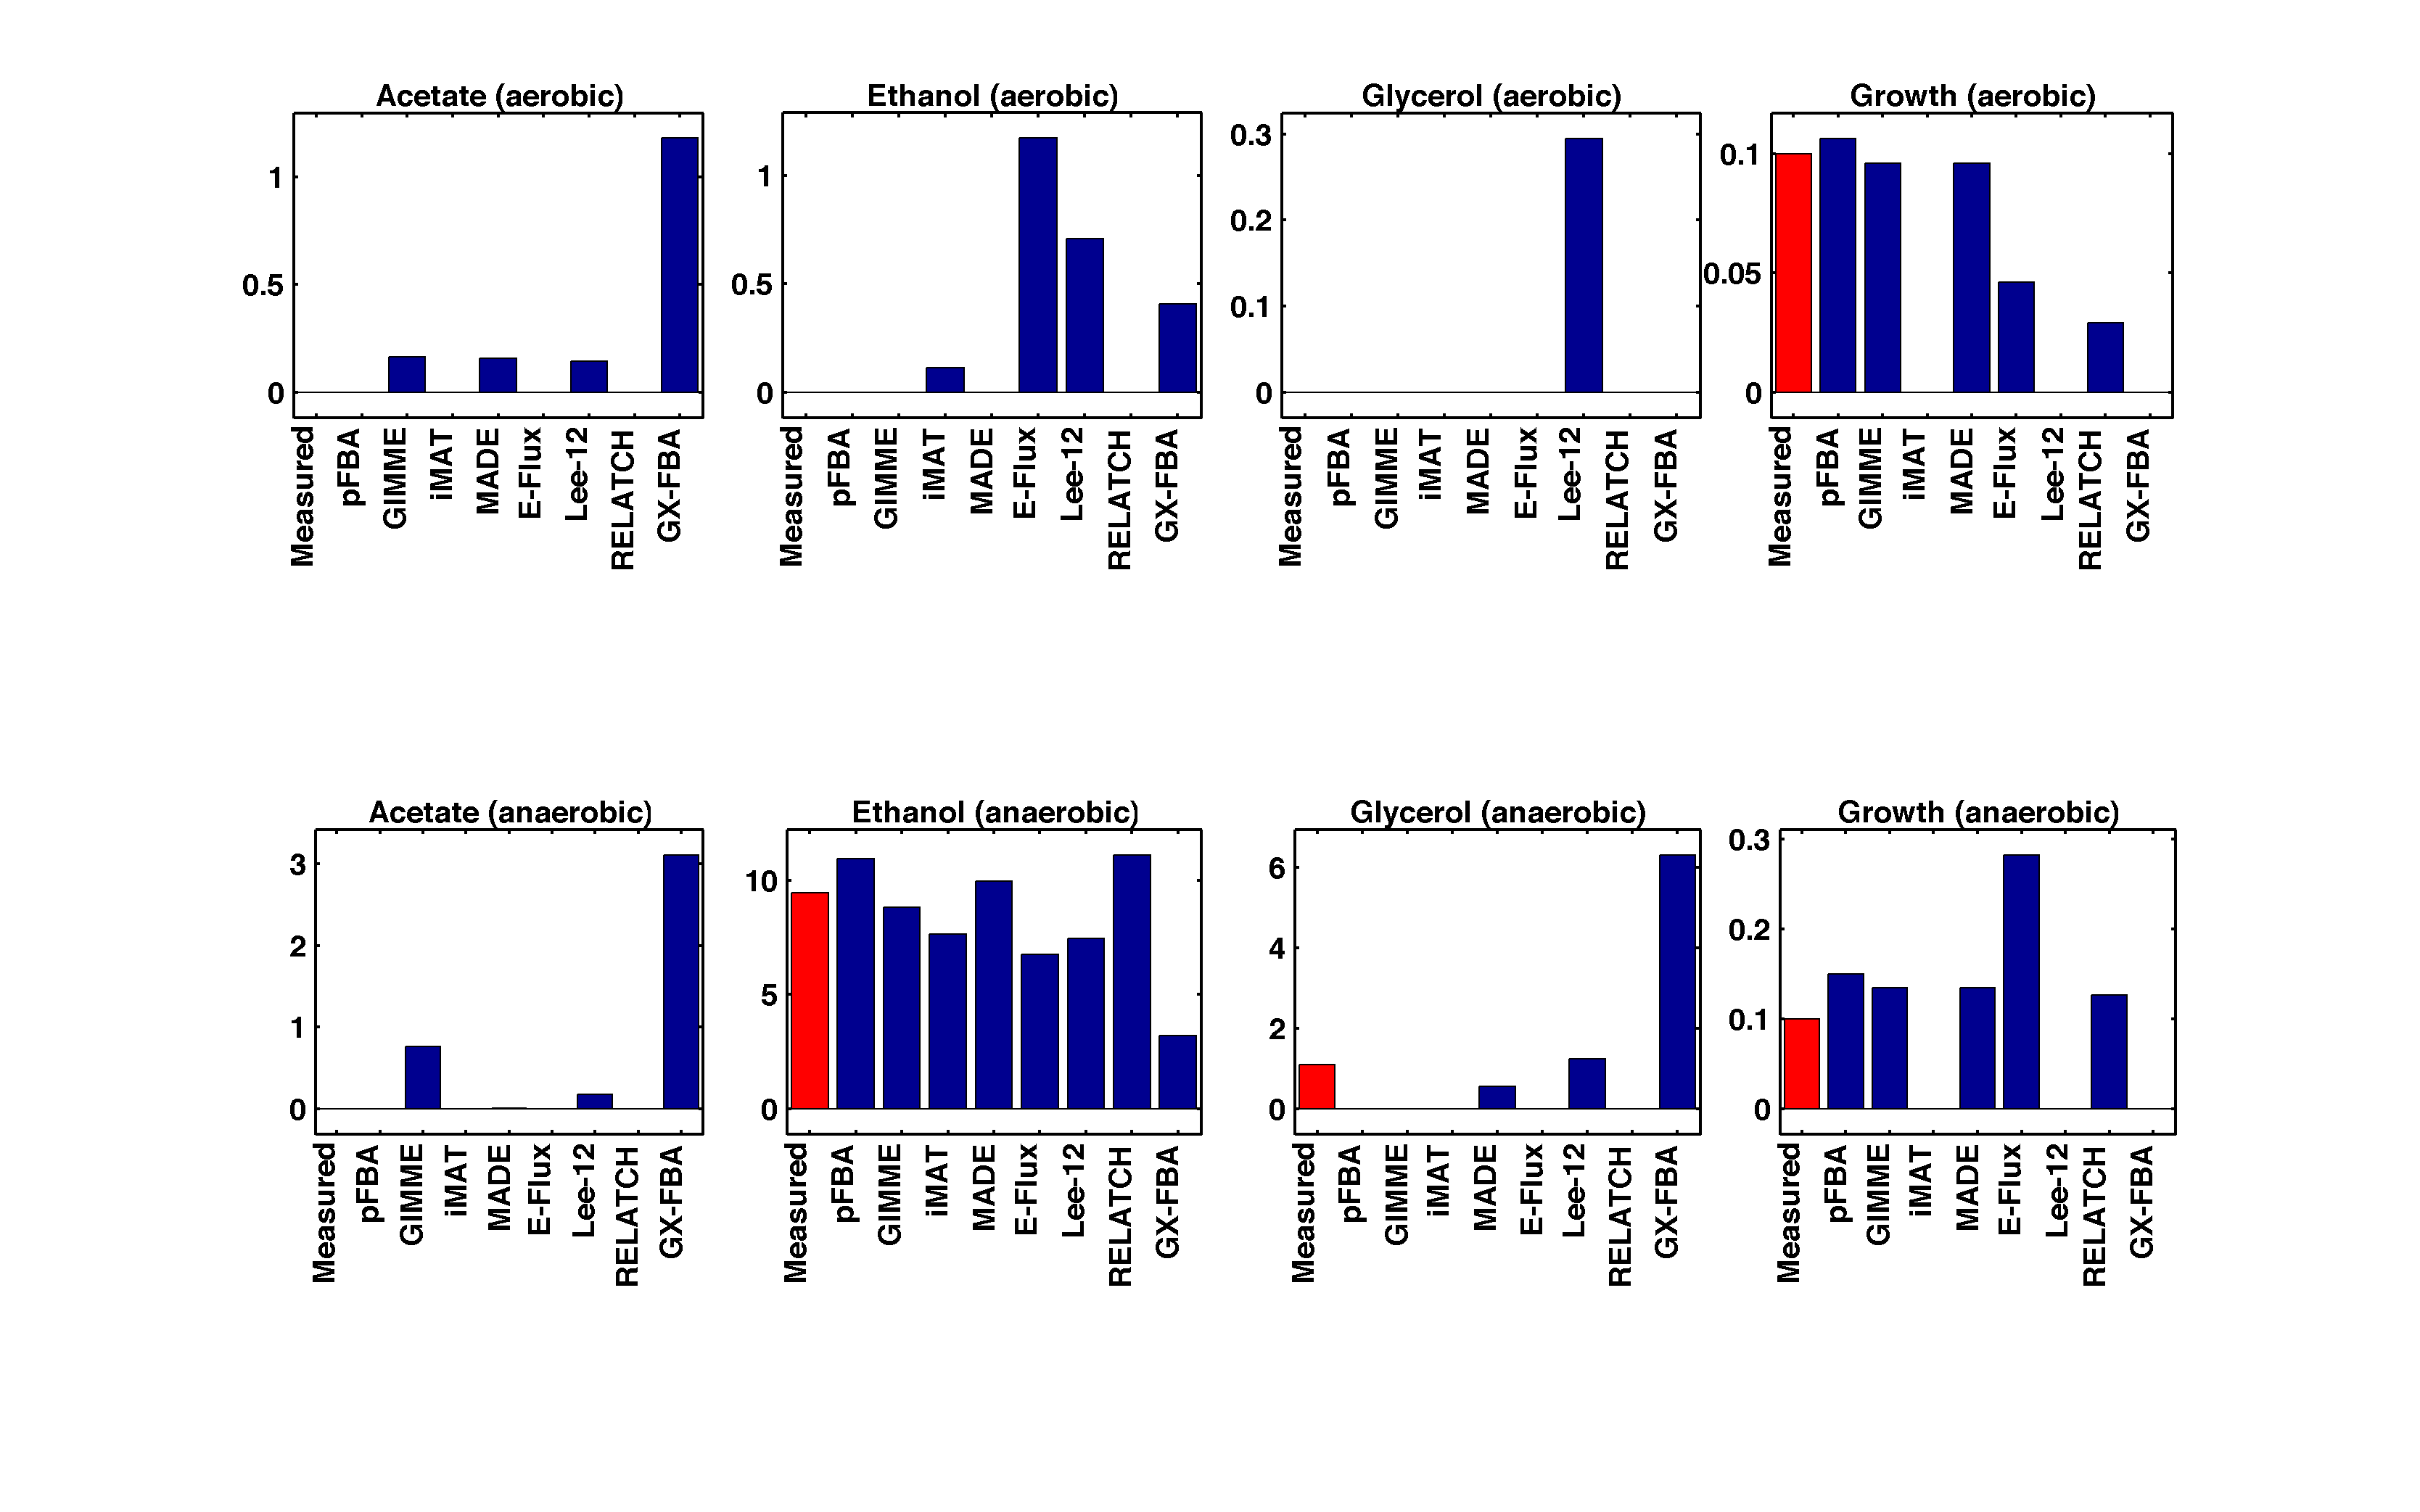 Acetate (aerobic)
1
0.5
0
Measured
pFBA
GIMME
iMAT
MADE
E-Flux
Lee-12
RELATCH
GX-FBA
Ethanol (aerobic)
1
0.5
0
Measured
pFBA
GIMME
iMAT
MADE
E-Flux
Lee-12
RELATCH
GX-FBA
Glycerol (aerobic)
0.3
0.2
0.1
0
Measured
pFBA
GIMME
iMAT
MADE
E-Flux
Lee-12
RELATCH
GX-FBA
Growth (aerobic)
0.1
0.05
0
Measured
pFBA
GIMME
iMAT
MADE
E-Flux
Lee-12
RELATCH
GX-FBA
Acetate (anaerobic)
3
2
1
0
Measured
pFBA
GIMME
iMAT
MADE
E-Flux
Lee-12
RELATCH
GX-FBA
Ethanol (anaerobic)
10
5
0
Measured
pFBA
GIMME
iMAT
MADE
E-Flux
Lee-12
RELATCH
GX-FBA
Glycerol (anaerobic)
6
4
2
0
Measured
pFBA
GIMME
iMAT
MADE
E-Flux
Lee-12
RELATCH
GX-FBA
Growth (anaerobic)
0.3
0.2
0.1
0
Measured
pFBA
GIMME
iMAT
MADE
E-Flux
Lee-12
RELATCH
GX-FBA